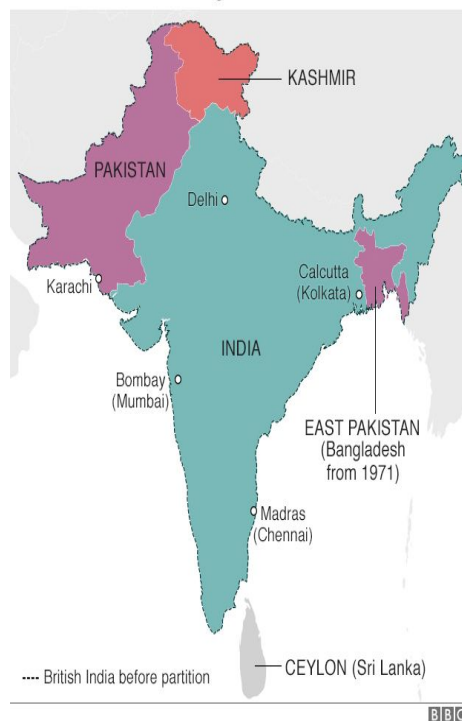 KASHMIR
PAKISTAN
Delhi
Karachi
Calcutta
(Kolkata)
INDIA
Bombay
(Mumbai)
EAST PAKISTAN
(Bangladesh
from 1971)
Madras
(Chennai)
---- British India before partition
CEYLON (Sri Lanka)
BBC